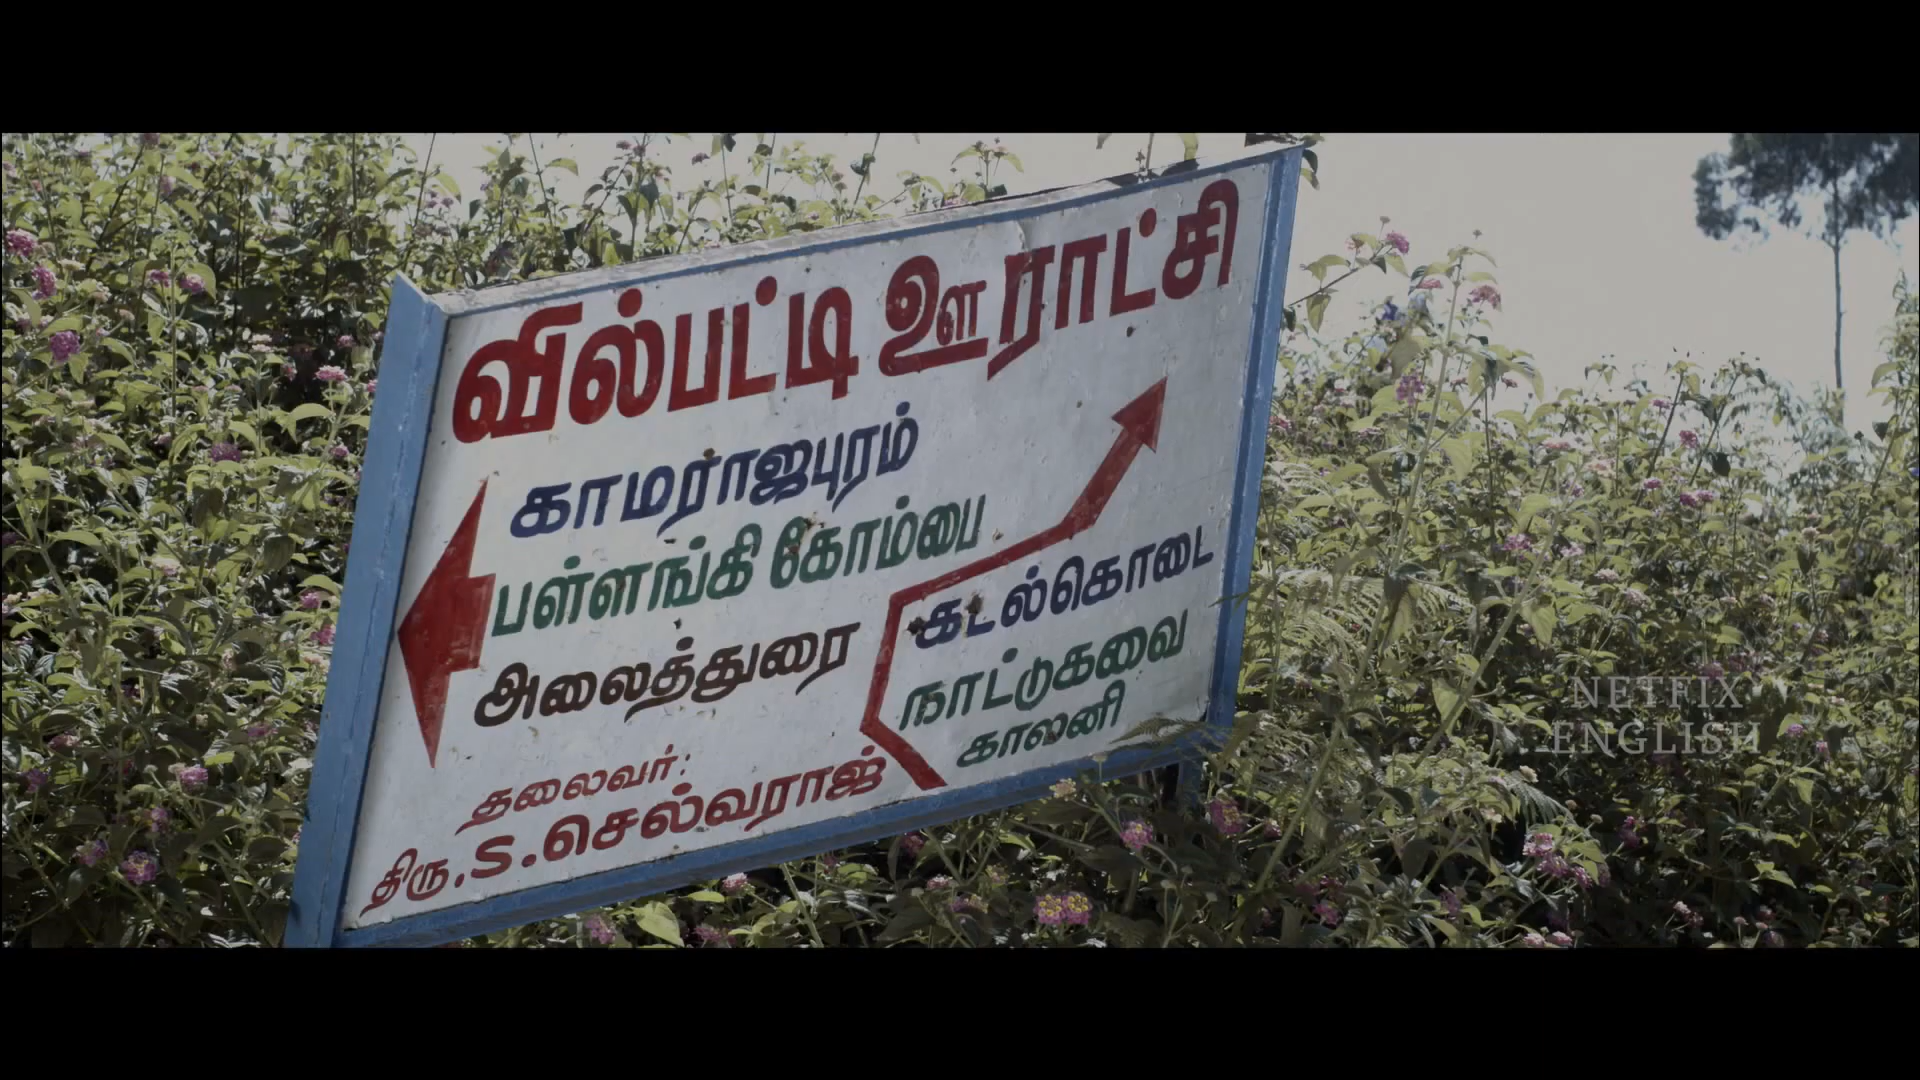 வில்பட்டி ஊராட்சி
காமராஜபுரம்
பள்ளங்கி கோம்பை
அலைத்துரை
கடல்கொடை
நாட்டுகவை
காலனி
தலைவர்:
திரு.S.செல்வராஜ்
NETFIX
ENGLISH